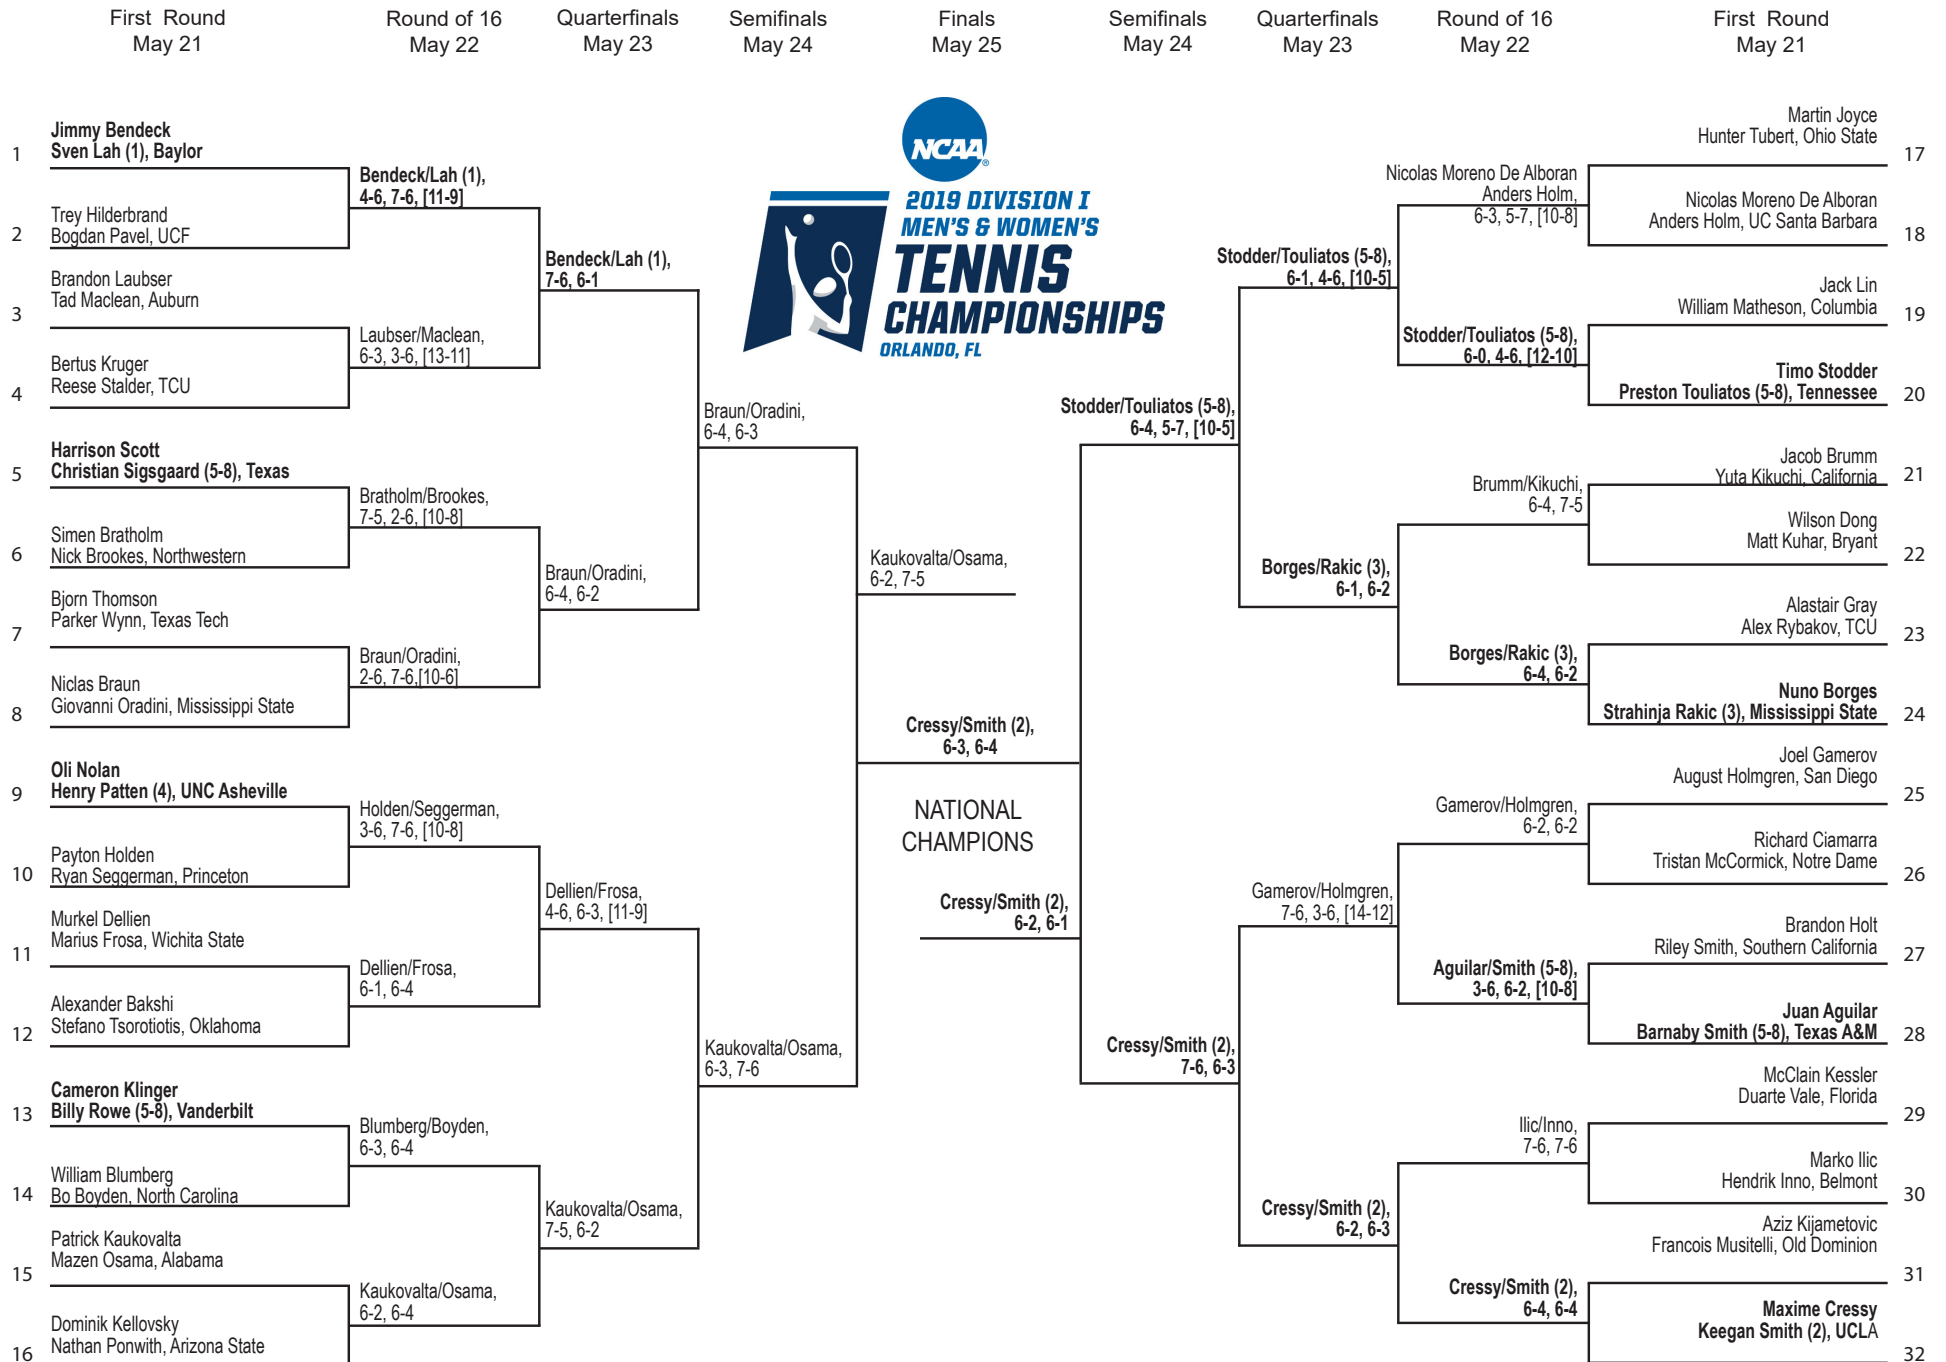 First Round
May 21
Round of 16
May 22
Quarterfinals
May 23
Semifinals
May 24
Finals
May 25
Semifinals
May 24
Quarterfinals
May 23
Round of 16
May 22
First Round
May 21
1
Jimmy Bendeck
Sven Lah (1), Baylor
2
Trey Hilderbrand
Bogdan Pavel, UCF
3
Brandon Laubser
Tad Maclean, Auburn
4
Bertus Kruger
Reese Stalder, TCU
5
Harrison Scott
Christian Sigsgaard (5-8), Texas
6
Simen Bratholm
Nick Brookes, Northwestern
7
Bjorn Thomson
Parker Wynn, Texas Tech
8
Niclas Braun
Giovanni Oradini, Mississippi State
9
Oli Nolan
Henry Patten (4), UNC Asheville
10
Payton Holden
Ryan Seggerman, Princeton
11
Murkel Dellien
Marius Frosa, Wichita State
12
Alexander Bakshi
Stefano Tsorotiotis, Oklahoma
13
Cameron Klinger
Billy Rowe (5-8), Vanderbilt
14
William Blumberg
Bo Boyden, North Carolina
15
Patrick Kaukovalta
Mazen Osama, Alabama
16
Dominik Kellovsky
Nathan Ponwith, Arizona State
Bendeck/Lah (1),
4-6, 7-6, [11-9]
Laubser/Maclean,
6-3, 3-6, [13-11]
Bratholm/Brookes,
7-5, 2-6, [10-8]
Braun/Oradini,
2-6, 7-6,[10-6]
Holden/Seggerman,
3-6, 7-6, [10-8]
Dellien/Frosa,
6-1, 6-4
Blumberg/Boyden,
6-3, 6-4
Kaukovalta/Osama,
6-2, 6-4
Bendeck/Lah (1),
7-6, 6-1
Braun/Oradini,
6-4, 6-2
Dellien/Frosa,
4-6, 6-3, [11-9]
Kaukovalta/Osama,
7-5, 6-2
Braun/Oradini,
6-4, 6-3
Kaukovalta/Osama,
6-3, 7-6
NCAA®
2019 DIVISION I
MEN'S & WOMEN'S
TENNIS
CHAMPIONSHIPS
ORLANDO, FL
Kaukovalta/Osama,
6-2, 7-5
Cressy/Smith (2),
6-3, 6-4
NATIONAL
CHAMPIONS
Cressy/Smith (2),
6-2, 6-1
Stodder/Touliatos (5-8),
6-4, 5-7, [10-5]
Cressy/Smith (2),
7-6, 6-3
Stodder/Touliatos (5-8),
6-1, 4-6, [10-5]
Borges/Rakic (3),
6-1, 6-2
Gamerov/Holmgren,
7-6, 3-6, [14-12]
Cressy/Smith (2),
6-2, 6-3
Nicolas Moreno De Alboran
Anders Holm,
6-3, 5-7, [10-8]
Stodder/Touliatos (5-8),
6-0, 4-6, [12-10]
Brumm/Kikuchi,
6-4, 7-5
Borges/Rakic (3),
6-4, 6-2
Gamerov/Holmgren,
6-2, 6-2
Aguilar/Smith (5-8),
3-6, 6-2, [10-8]
Ilic/Inno,
7-6, 7-6
Cressy/Smith (2),
6-4, 6-4
Martin Joyce
Hunter Tubert, Ohio State
17
Nicolas Moreno De Alboran
Anders Holm, UC Santa Barbara
18
Jack Lin
William Matheson, Columbia
19
Timo Stodder
Preston Touliatos (5-8), Tennessee
20
Jacob Brumm
Yuta Kikuchi, California
21
Wilson Dong
Matt Kuhar, Bryant
22
Alastair Gray
Alex Rybakov, TCU
23
Nuno Borges
Strahinja Rakic (3), Mississippi State
24
Joel Gamerov
August Holmgren, San Diego
25
Richard Ciamarra
Tristan McCormick, Notre Dame
26
Brandon Holt
Riley Smith, Southern California
27
Juan Aguilar
Barnaby Smith (5-8), Texas A&M
28
McClain Kessler
Duarte Vale, Florida
29
Marko Ilic
Hendrik Inno, Belmont
30
Aziz Kijametovic
Francois Musitelli, Old Dominion
31
Maxime Cressy
Keegan Smith (2), UCLA
32